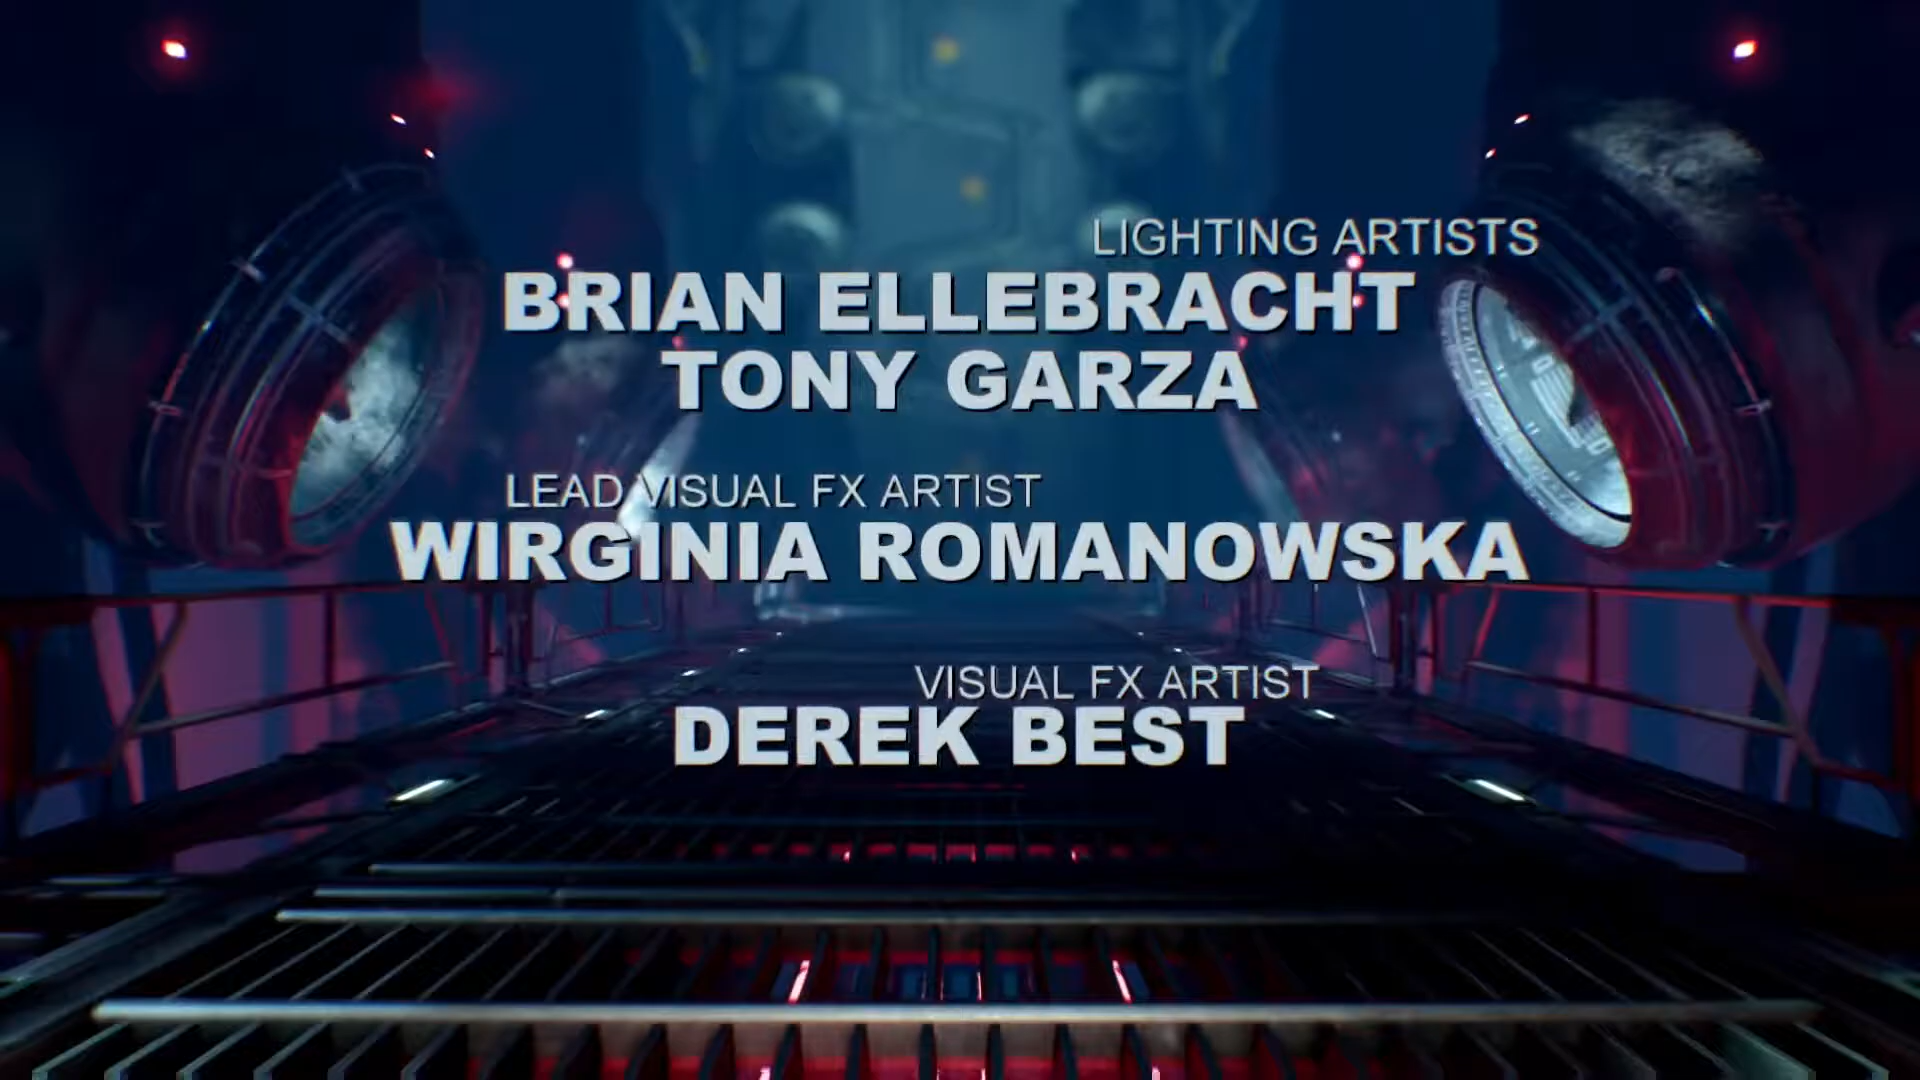 LIGHTING ARTISTS
BRIAN ELLEBRACHT
TONY GARZA
LEAD VISUAL FX ARTIST
WIRGINIA ROMANOWSKA
VISUAL FX ARTIST
DEREK BEST